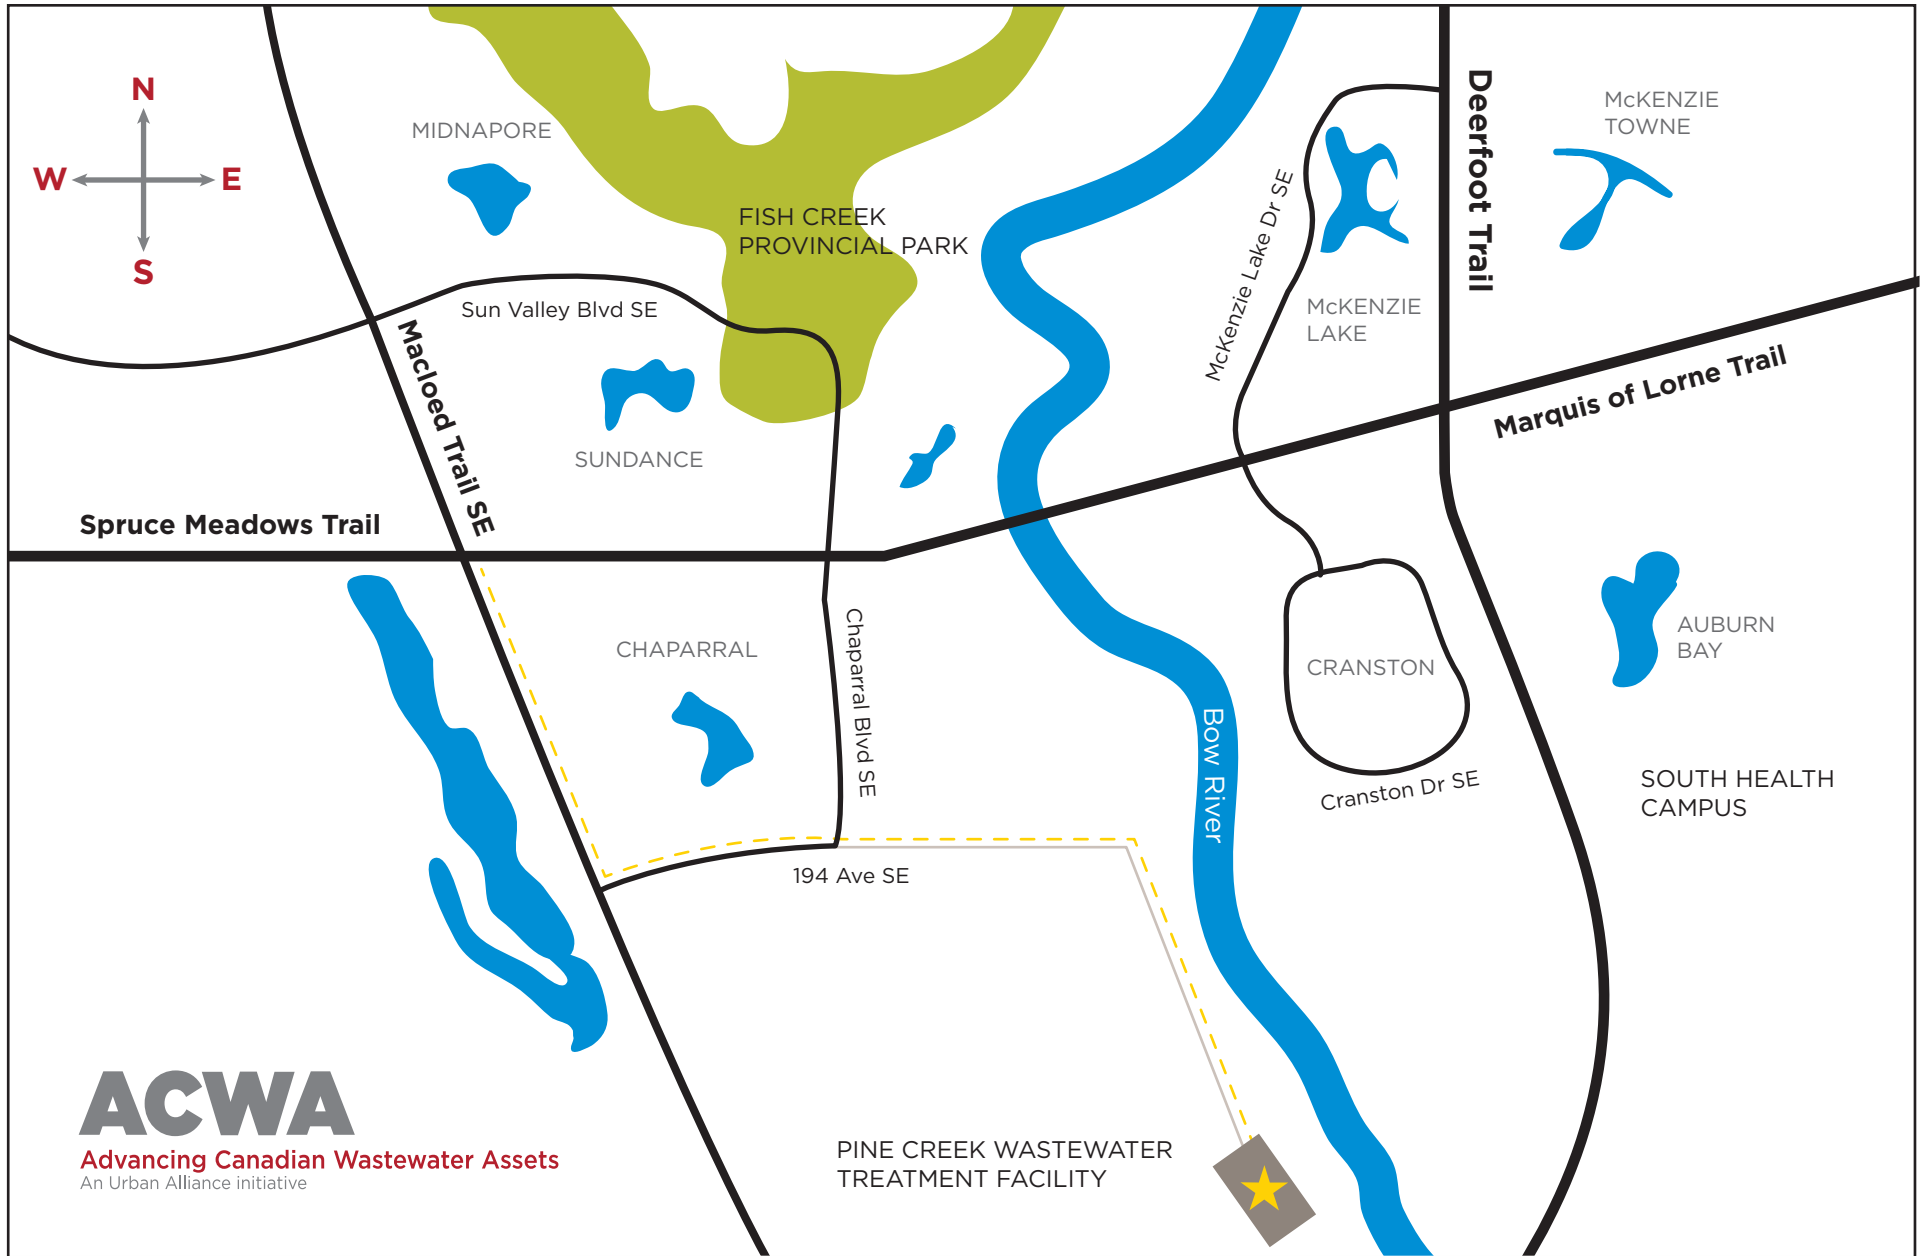 N
W
E
S
MIDNAPORE
FISH CREEK
PROVINCIAL PARK
Sun Valley Blvd SE
Macloed Trail SE
SUNDANCE
Spruce Meadows Trail
McKenzie Lake Dr SE
McKENZIE
LAKE
Deerfoot Trail
McKENZIE
TOWNE
Marquis of Lorne Trail
CHAPARRAL
Chaparral Blvd SE
194 Ave SE
Bow River
CRANSTON
Cranston Dr SE
AUBURN
BAY
SOUTH HEALTH
CAMPUS
PINE CREEK WASTEWATER
TREATMENT FACILITY
ACWA
Advancing Canadian Wastewater Assets
An Urban Alliance initiative